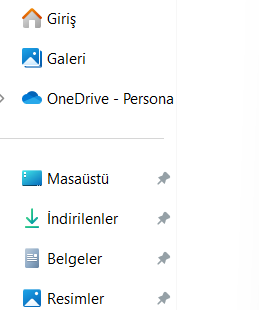 Giriş
Galeri
OneDrive - Persona
Masaüstü
İndirilenler
Belgeler
Resimler